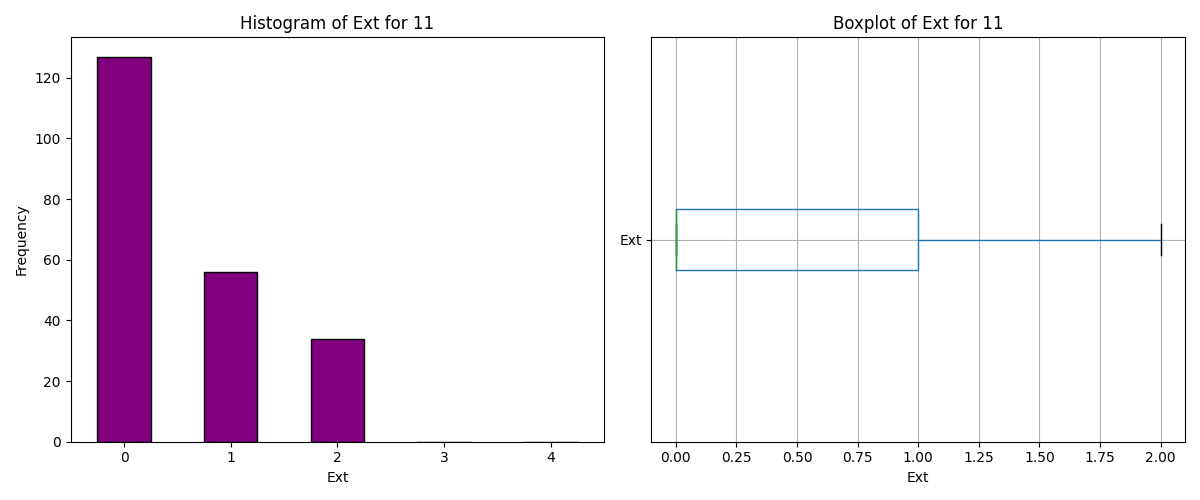 Histogram of Ext for 11
Frequency
120
100
80
60
40
20
0
0 1 2 3 4
Ext
Boxplot of Ext for 11
Ext
0.00 0.25 0.50 0.75 1.00 1.25 1.50 1.75 2.00
Ext